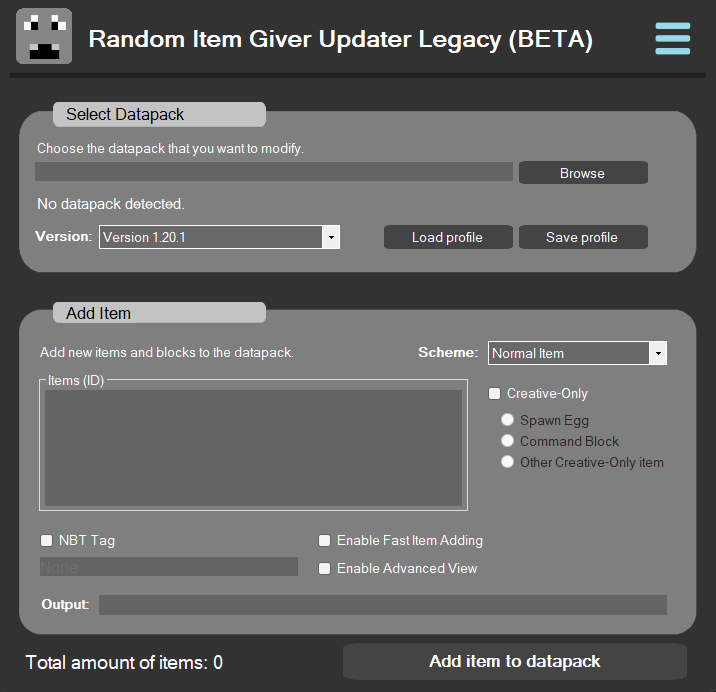 Random Item Giver Updater Legacy (BETA)
Select Datapack
Choose the datapack that you want to modify.
Browse
No datapack detected.
Version: Version 1.20.1
Load profile
Save profile
Add Item
Add new items and blocks to the datapack.
Scheme: Normal Item
Items (ID)
Creative-Only
Spawn Egg
Command Block
Other Creative-Only item
NBT Tag
Enable Fast Item Adding
None
Enable Advanced View
Output:
Total amount of items: 0
Add item to datapack